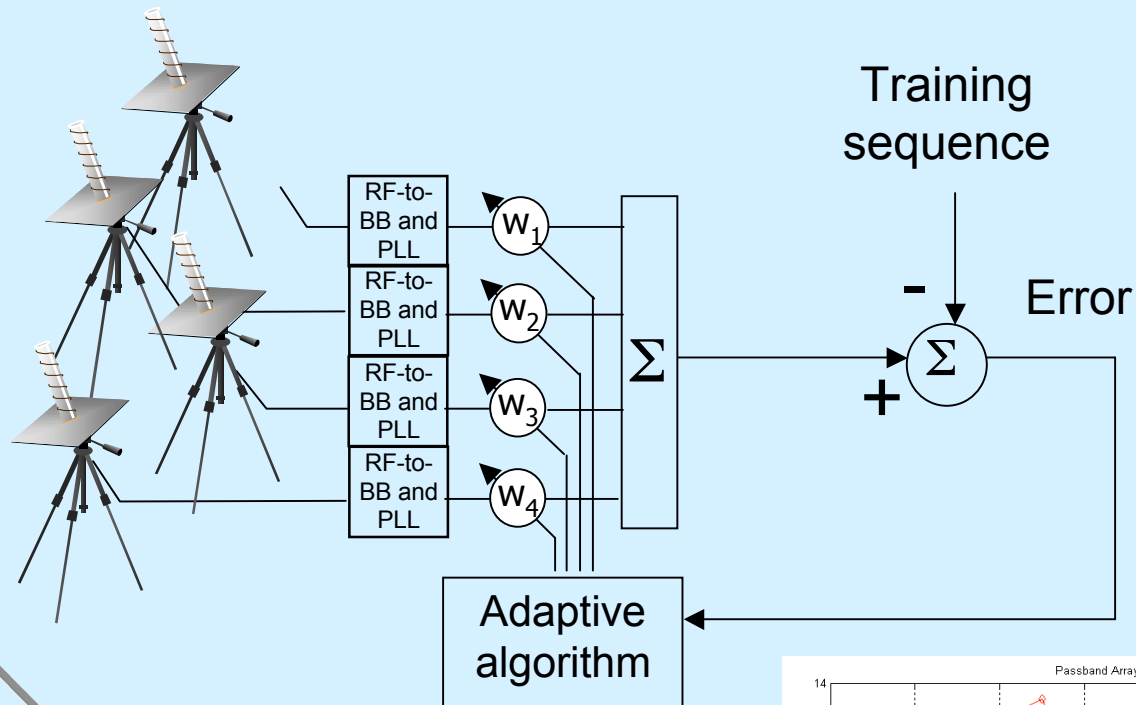 Training
sequence
RF-to-
BB and
PLL
w1
RF-to-
BB and
PLL
w2
RF-to-
BB and
PLL
w3
RF-to-
BB and
PLL
w4
Σ
-
+
Σ
Error
Adaptive
algorithm
Passband Array
14